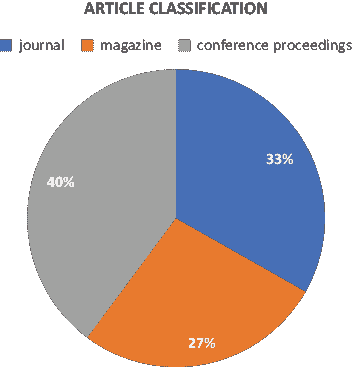 ARTICLE CLASSIFICATION
journal magazine conference proceedings
33%
40%
27%